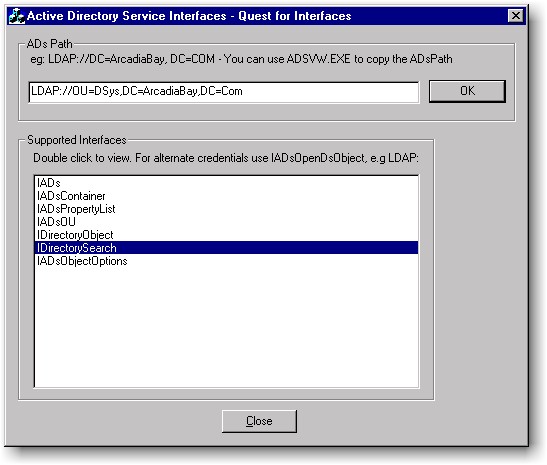 Active Directory Service Interfaces - Quest for Interfaces
ADs Path
eg: LDAP://DC=ArcadiaBay, DC=COM - You can use ADSVW.EXE to copy the ADsPath
LDAP://OU=DSys,DC=ArcadiaBay,DC=Com
OK
Supported Interfaces
Double click to view. For alternate credentials use IADsOpenDsObject, e.g LDAP:
IADs
IADsContainer
IADsPropertyList
IADsOU
IDirectoryObject
IDirectorySearch
IADsObjectOptions
Close